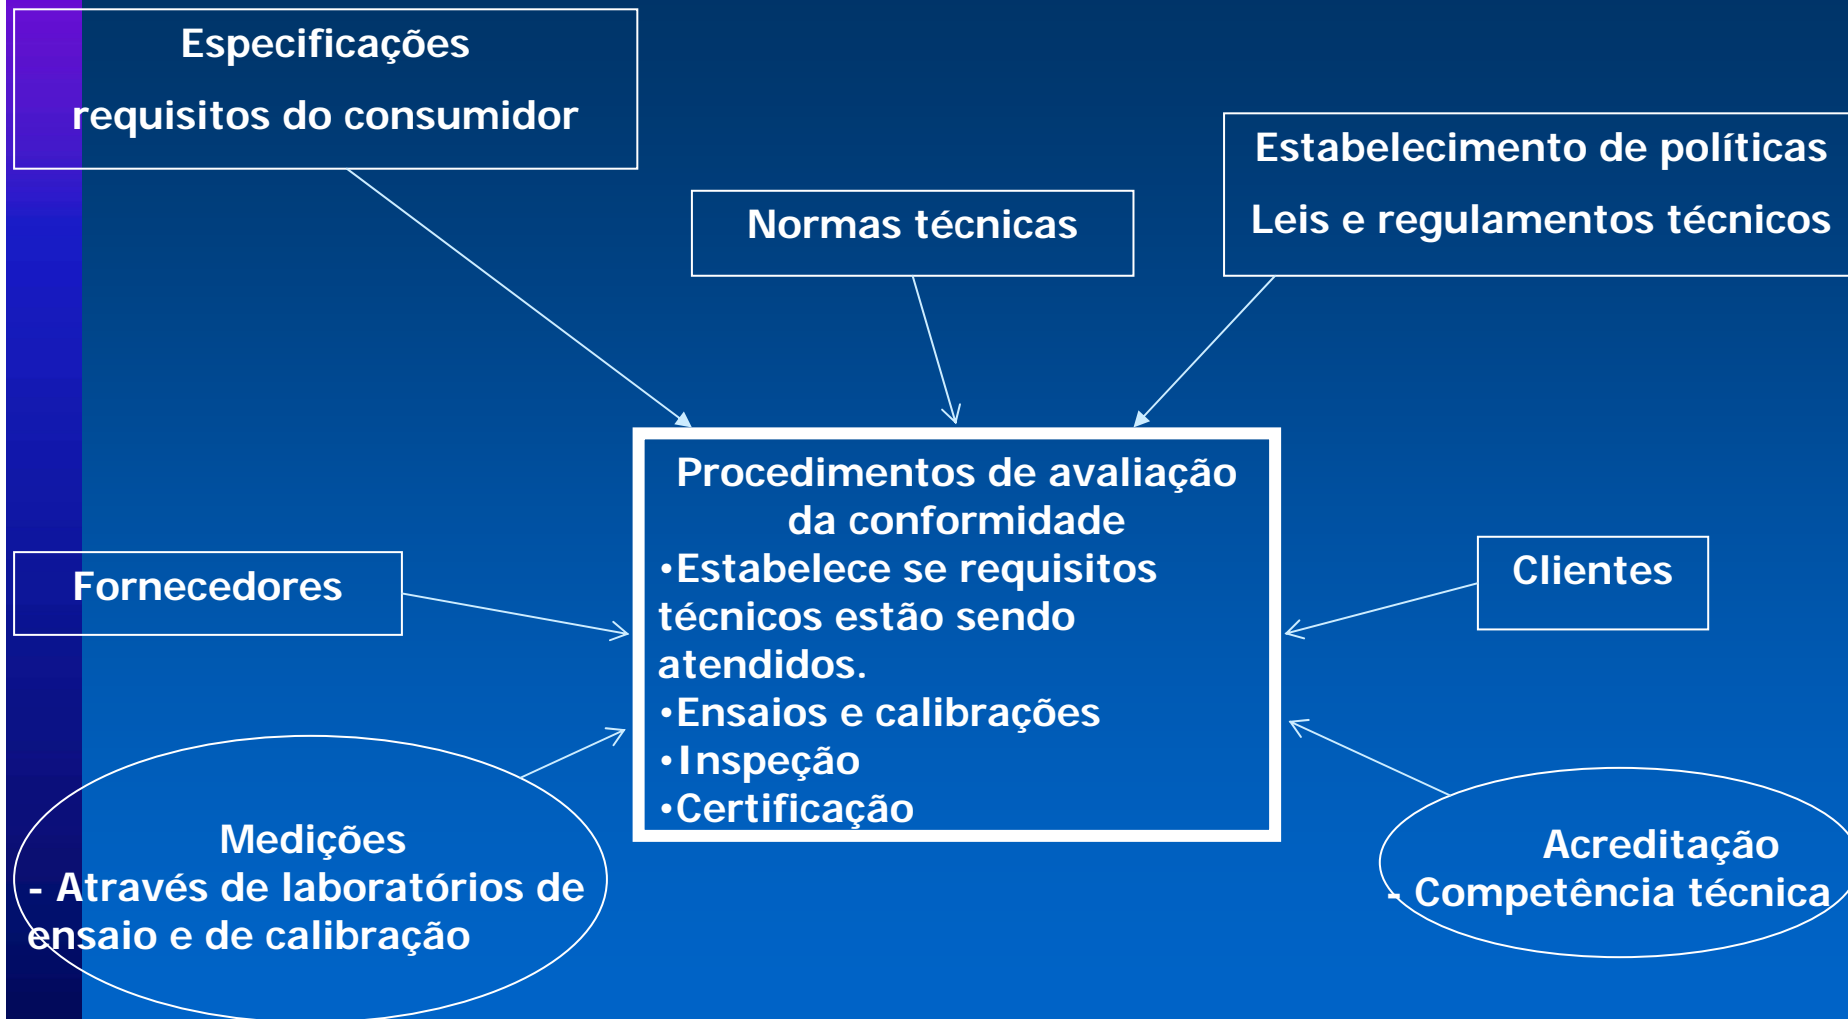 Especificações
requisitos do consumidor
Normas técnicas
Estabelecimento de políticas
Leis e regulamentos técnicos
Procedimentos de avaliação
da conformidade
•Estabelece se requisitos
técnicos estão sendo
atendidos.
•Ensaios e calibrações
•Inspeção
•Certificação
Fornecedores
Clientes
Medições
- Através de laboratórios de
ensaio e de calibração
Acreditação
- Competência técnica